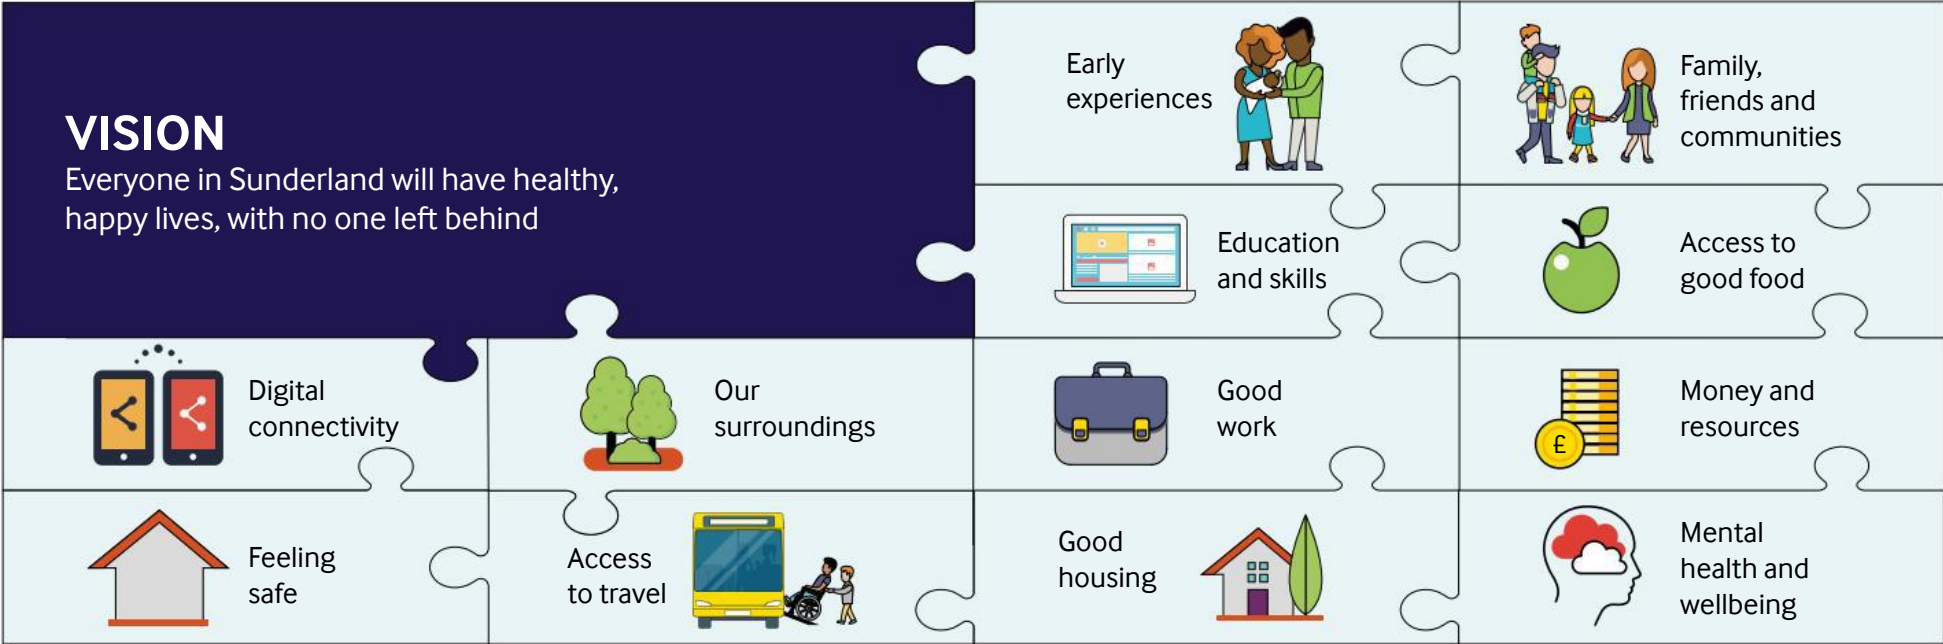 VISION
Everyone in Sunderland will have healthy,
happy lives, with no one left behind
Early
experiences
Family,
friends and
communities
Education
and skills
Access to
good food
Digital
connectivity
Our
surroundings
Good
work
Money and
resources
£
Feeling
safe
Access
to travel
Good
housing
Mental
health and
wellbeing